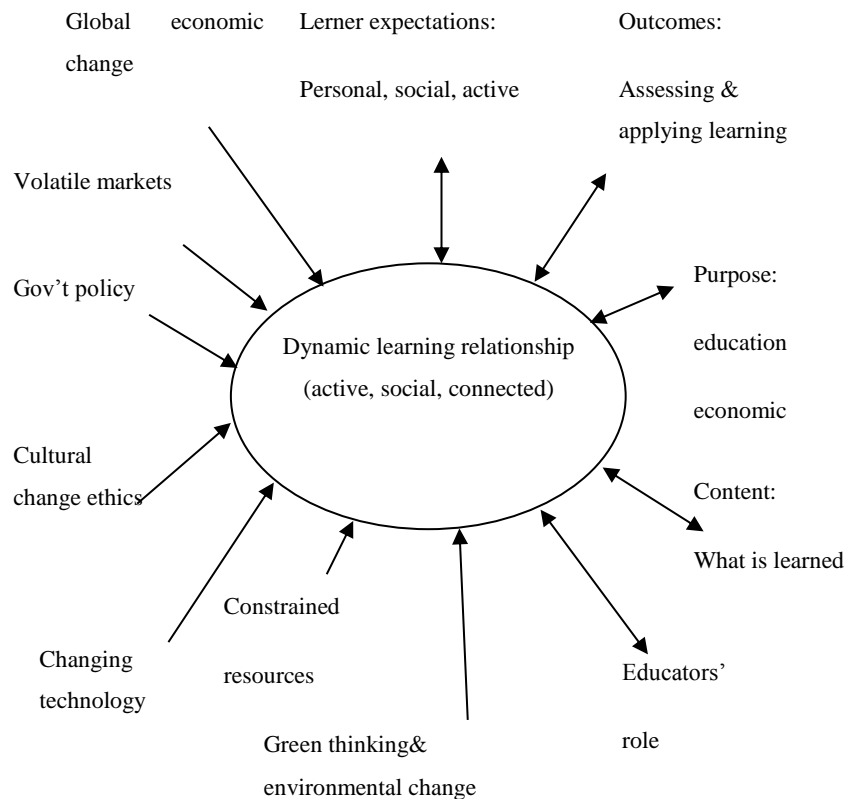 Global economic
change
Lerner expectations:
Personal, social, active
Outcomes:
Assessing &
applying learning
Volatile markets
Gov’t policy
Purpose:
education
economic
Dynamic learning relationship
(active, social, connected)
Cultural
change ethics
Content:
What is learned
Constrained
resources
Changing
technology
Educators’
role
Green thinking&
environmental change